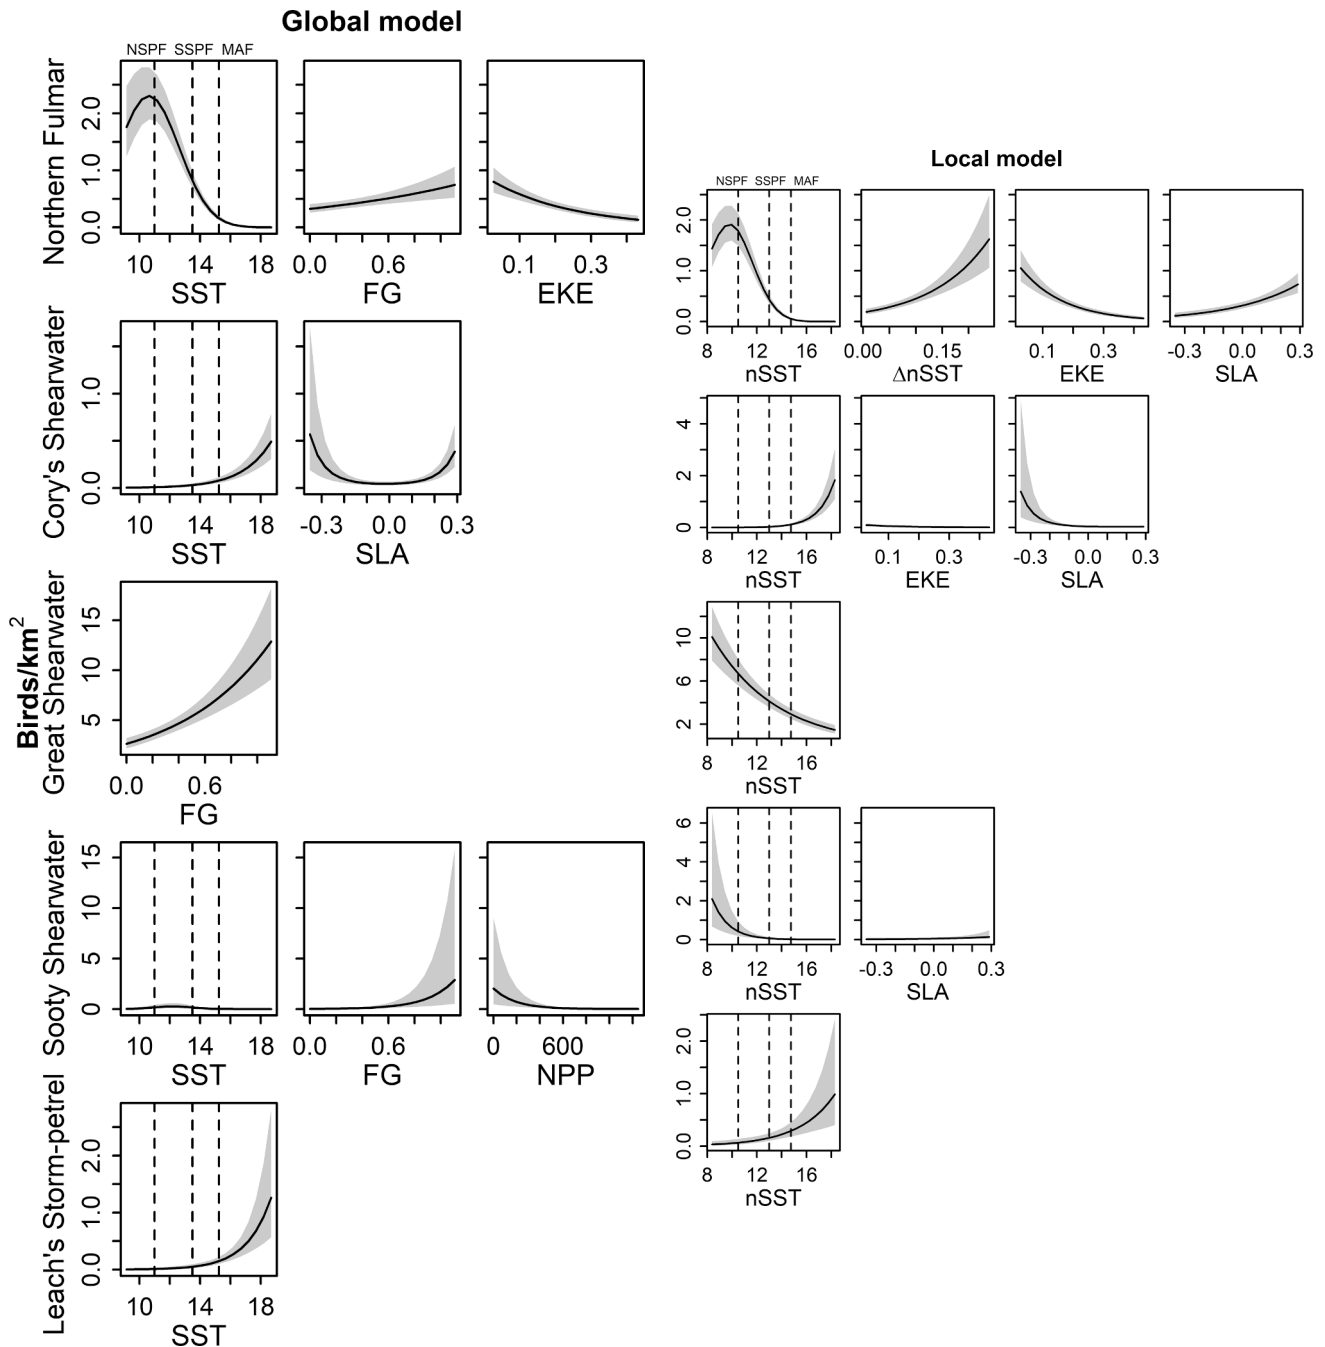 Global model
NSPF SSPF MAF
Northern Fulmar
0.0 1.0 2.0
10 14 18
SST
0.0 0.6
FG
0.1 0.3
EKE
Cory's Shearwater
0.0 1.0
10 14 18
SST
-0.3 0.0 0.3
SLA
Birds/km2
Great Shearwater
5 10 15
0.0 0.6
FG
Sooty Shearwater
0 5 10 15
10 14 18
SST
0.0 0.6
FG
0 600
NPP
Leach's Storm-petrel
0.0 1.0 2.0
10 14 18
SST
Local model
NSPF SSPF MAF
0.0 1.0 2.0
8 12 16
nSST
0.00 0.15
ΔnSST
0.1 0.3
EKE
-0.3 0.0 0.3
SLA
0 2 4
8 12 16
nSST
0.1 0.3
EKE
-0.3 0.0 0.3
SLA
2 6 10
8 12 16
nSST
0 2 4 6
8 12 16
nSST
-0.3 0.0 0.3
SLA
0.0 1.0 2.0
8 12 16
nSST